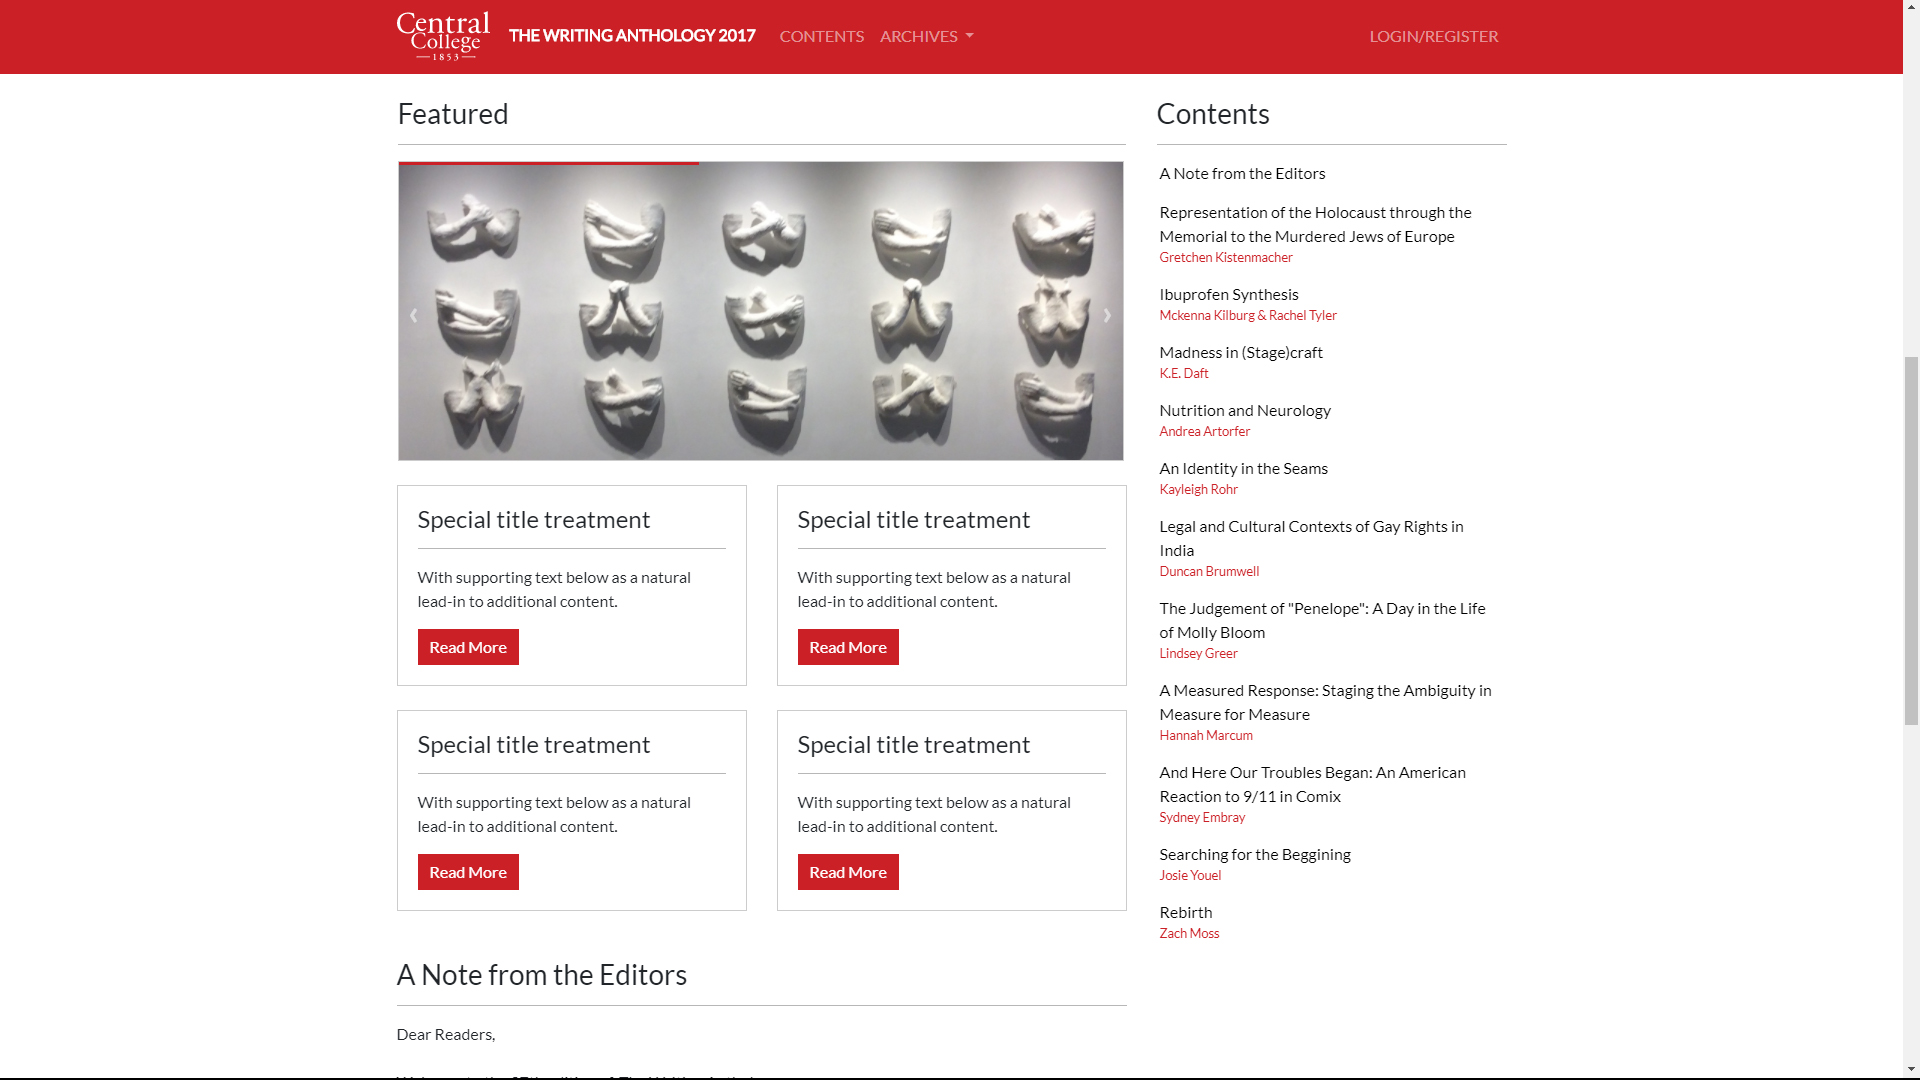 Central
College
1853
THE WRITING ANTHOLOGY 2017
CONTENTS
ARCHIVES
LOGIN/REGISTER
Featured
Special title treatment
With supporting text below as a natural
lead-in to additional content.
Read More
Special title treatment
With supporting text below as a natural
lead-in to additional content.
Read More
Special title treatment
With supporting text below as a natural
lead-in to additional content.
Read More
Special title treatment
With supporting text below as a natural
lead-in to additional content.
Read More
A Note from the Editors
Dear Readers,
Contents
A Note from the Editors
Representation of the Holocaust through the
Memorial to the Murdered Jews of Europe
Gretchen Kistenmacher
Ibuprofen Synthesis
Mckenna Kilburg & Rachel Tyler
Madness in (Stage)craft
K.E. Daft
Nutrition and Neurology
Andrea Artorfer
An Identity in the Seams
Kayleigh Rohr
Legal and Cultural Contexts of Gay Rights in
India
Duncan Brumwell
The Judgement of "Penelope": A Day in the Life
of Molly Bloom
Lindsey Greer
A Measured Response: Staging the Ambiguity in
Measure for Measure
Hannah Marcum
And Here Our Troubles Began: An American
Reaction to 9/11 in Comix
Sydney Embray
Searching for the Beggining
Josie Youel
Rebirth
Zach Moss